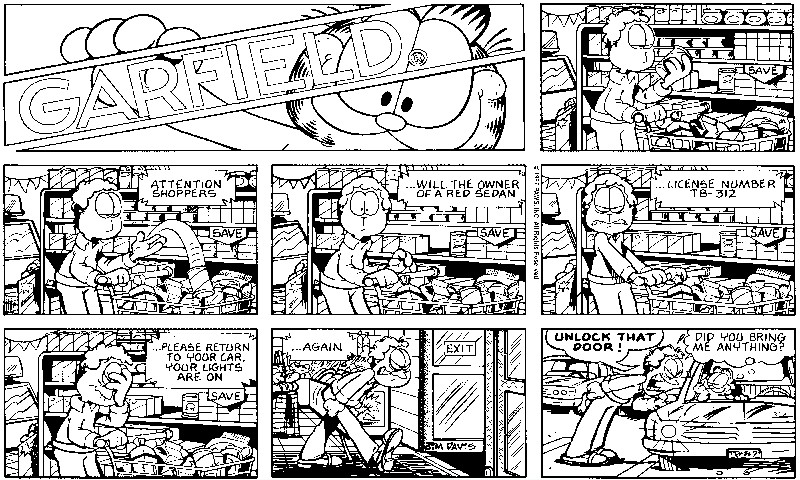 GARFIELD
SAVE
ATTENTION
SHOPPERS
SAVE
...WILL THE OWNER
OF A RED SEDAN
SAVE
...LICENSE NUMBER
TB-312
SAVE
...PLEASE RETURN
TO YOUR CAR.
YOUR LIGHTS
ARE ON
SAVE
...AGAIN
EXIT
JIM DAVIS
UNLOCK THAT
DOOR!
DID YOU BRING
ME ANYTHING?